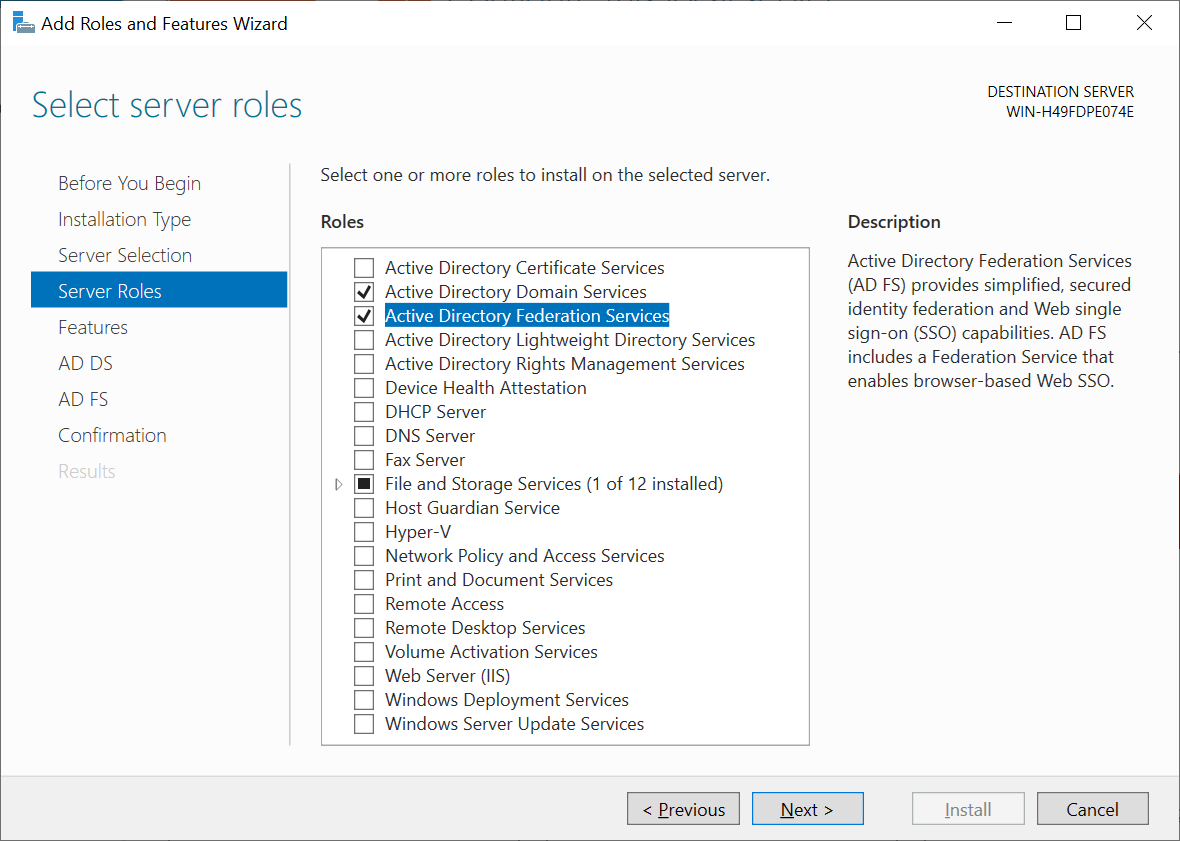 Add Roles and Features Wizard
Select server roles
DESTINATION SERVER
WIN-H49FDPE074E
Before You Begin
Installation Type
Server Selection
Server Roles
Features
AD DS
AD FS
Confirmation
Results
Select one or more roles to install on the selected server.
Roles
Active Directory Certificate Services
Active Directory Domain Services
Active Directory Federation Services
Active Directory Lightweight Directory Services
Active Directory Rights Management Services
Device Health Attestation
DHCP Server
DNS Server
Fax Server
File and Storage Services (1 of 12 installed)
Host Guardian Service
Hyper-V
Network Policy and Access Services
Print and Document Services
Remote Access
Remote Desktop Services
Volume Activation Services
Web Server (IIS)
Windows Deployment Services
Windows Server Update Services
Description
Active Directory Federation Services
(AD FS) provides simplified, secured
identity federation and Web single
sign-on (SSO) capabilities. AD FS
includes a Federation Service that
enables browser-based Web SSO.
< Previous
Next >
Install
Cancel